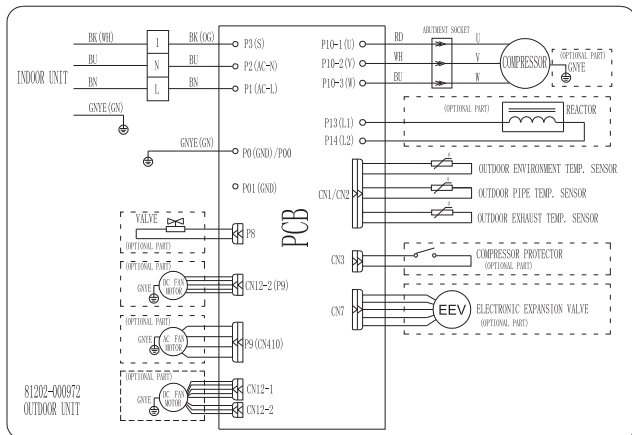 INDOOR UNIT
BK(WH)
1
BK(OG)
P3(S)
BU
N
BU
P2(AC-N)
BN
L
BN
P1(AC-L)
GNYE(GN)
GNYE(GN)
P0(GND)/P00
P01(GND)
PCB
VALVE
(OPTIONAL PART)
P8
(OPTIONAL PART)
GNYE
DC FAN
MOTOR
CN12-2(P9)
(OPTIONAL PART)
GNYE
AC FAN
MOTOR
P9(CN410)
(OPTIONAL PART)
GNYE
DC FAN
MOTOR
CN12-1
CN12-2
81202-000972
OUTDOOR UNIT
ABUTMENT SOCKET
P10-1(U)
RD
U
P10-2(V)
WH
V
P10-3(W)
BU
W
COMPRESSOR
(OPTIONAL PART)
GNYE
(OPTIONAL PART)
REACTOR
P13(L1)
P14(L2)
CN1/CN2
OUTDOOR ENVIRONMENT TEMP. SENSOR
OUTDOOR PIPE TEMP. SENSOR
OUTDOOR EXHAUST TEMP. SENSOR
CN3
COMPRESSOR PROTECTOR
(OPTIONAL PART)
CN7
EEV
ELECTRONIC EXPANSION VALVE
(OPTIONAL PART)